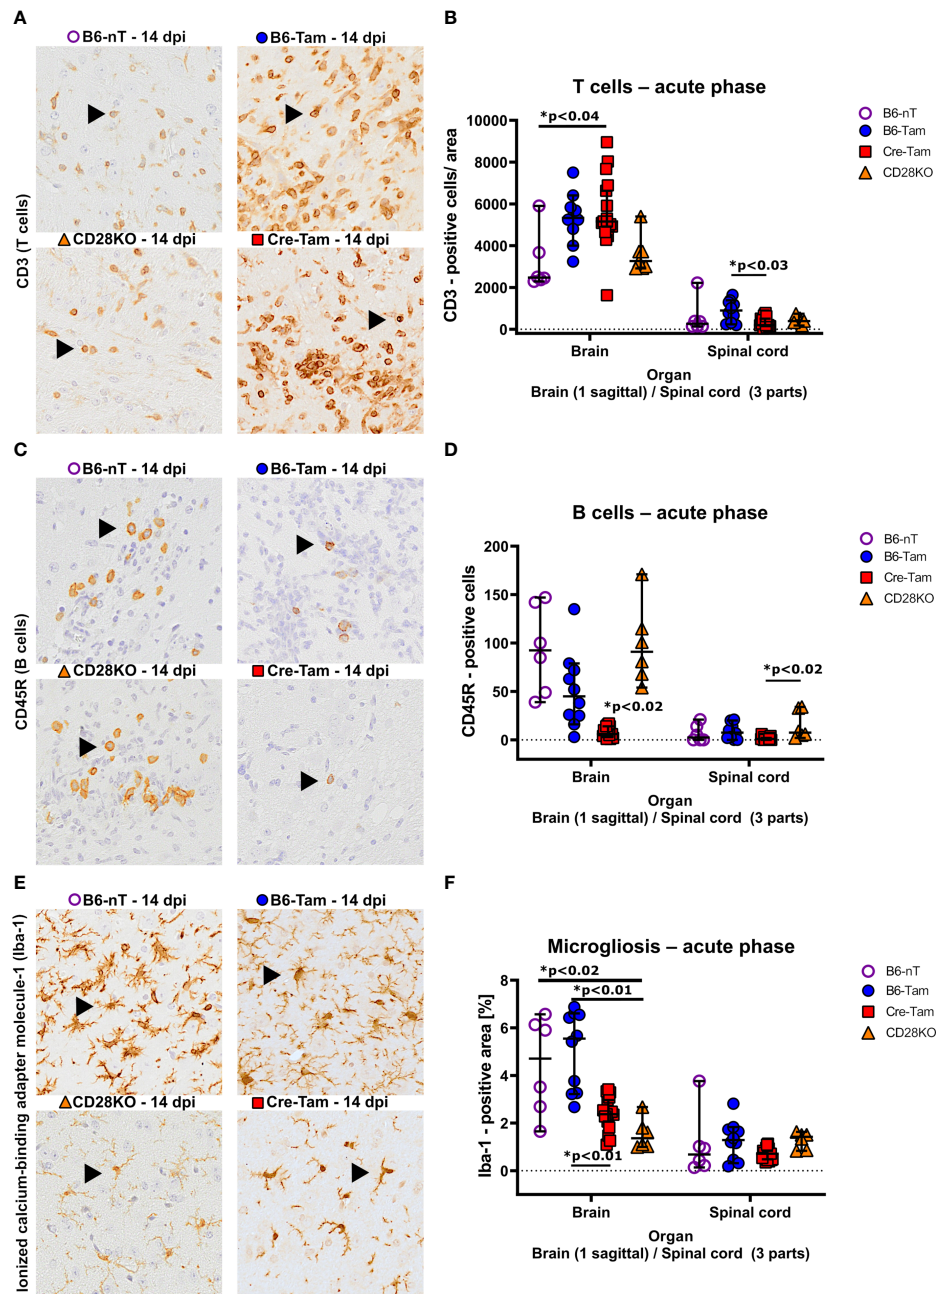 A
B6-nT - 14 dpi
B6-Tam - 14 dpi
CD3 (T cells)
CD28KO - 14 dpi
Cre-Tam - 14 dpi
B
T cells – acute phase
CD3 - positive cells/ area
10000
8000
6000
4000
2000
0
*p<0.04
*p<0.03
Brain
Spinal cord
Organ
Brain (1 sagittal) / Spinal cord (3 parts)
B6-nT
B6-Tam
Cre-Tam
CD28KO
C
B6-nT - 14 dpi
B6-Tam - 14 dpi
CD45R (B cells)
CD28KO - 14 dpi
Cre-Tam - 14 dpi
D
B cells – acute phase
CD45R - positive cells
200
150
100
50
0
*p<0.02
*p<0.02
Brain
Spinal cord
Organ
Brain (1 sagittal) / Spinal cord (3 parts)
B6-nT
B6-Tam
Cre-Tam
CD28KO
E
B6-nT - 14 dpi
B6-Tam - 14 dpi
Ionized calcium-binding adapter molecule-1 (Iba-1)
CD28KO - 14 dpi
Cre-Tam - 14 dpi
F
Microgliosis – acute phase
Iba-1 - positive area [%]
8
6
4
2
0
*p<0.02
*p<0.01
*p<0.01
Brain
Spinal cord
Organ
Brain (1 sagittal) / Spinal cord (3 parts)
B6-nT
B6-Tam
Cre-Tam
CD28KO